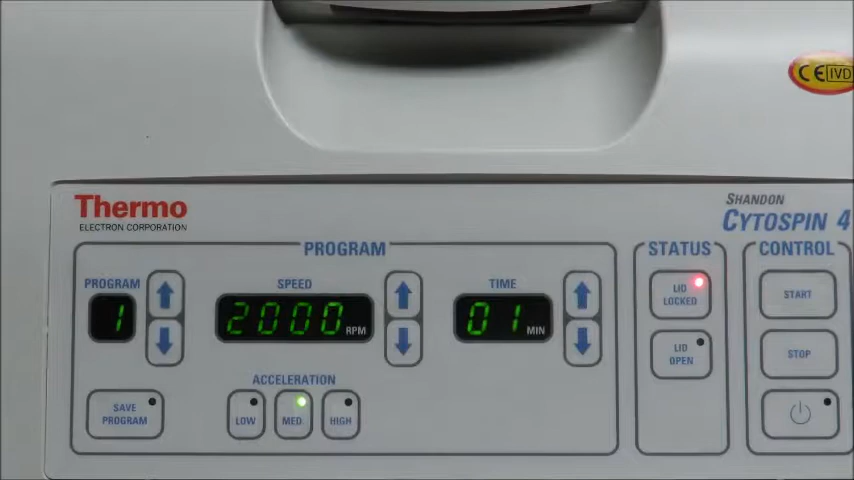 CE IVD
Thermo
ELECTRON CORPORATION
SHANDON
CYTOSPIN 4
PROGRAM
STATUS
CONTROL
PROGRAM
SPEED
TIME
1
2000 RPM
01 MIN
LID
LOCKED
START
LID
OPEN
STOP
ACCELERATION
SAVE
PROGRAM
LOW
MED.
HIGH